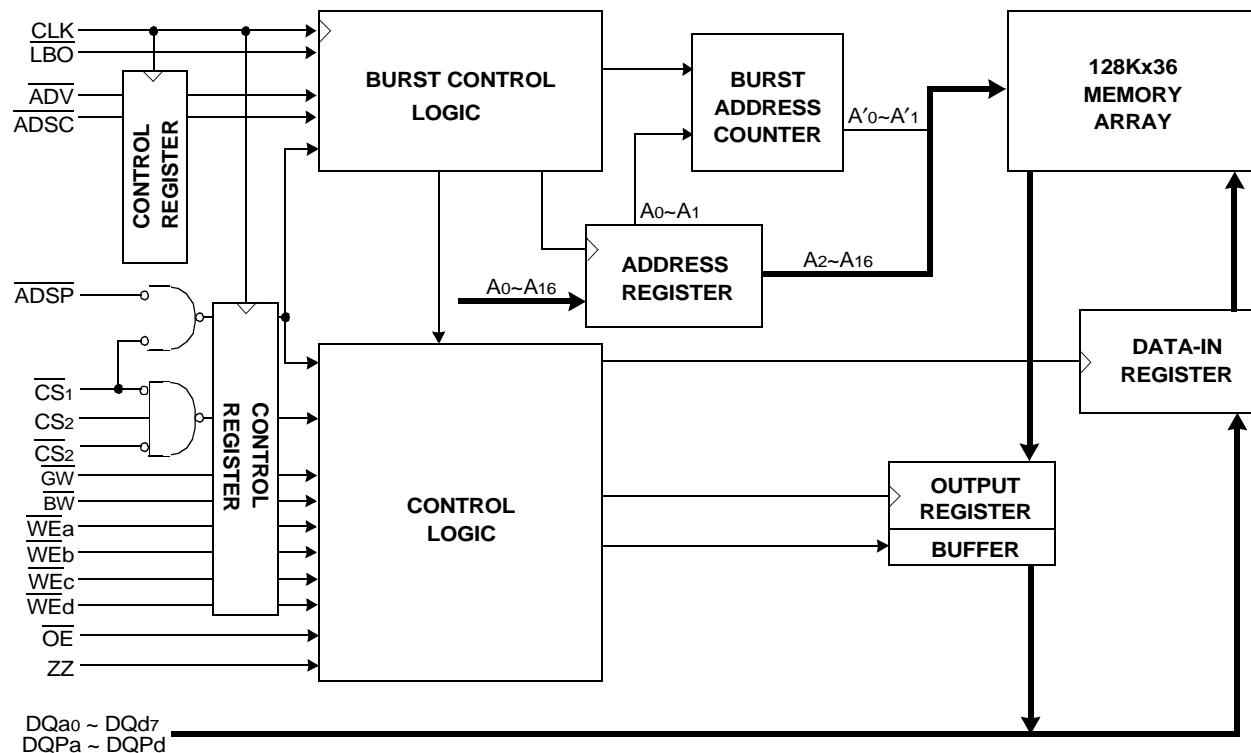 CLK
LBO
ADV
ADSC
CONTROL
REGISTER
BURST CONTROL
LOGIC
BURST
ADDRESS
COUNTER
A′0~A′1
128Kx36
MEMORY
ARRAY
A0~A1
ADDRESS
REGISTER
A2~A16
A0~A16
ADSP
CS1
CS2
CS2
GW
BW
WEa
WEb
WEc
WEd
OE
ZZ
CONTROL
REGISTER
CONTROL
LOGIC
DATA-IN
REGISTER
OUTPUT
REGISTER
BUFFER
DQa0 ~ DQd7
DQPa ~ DQPd